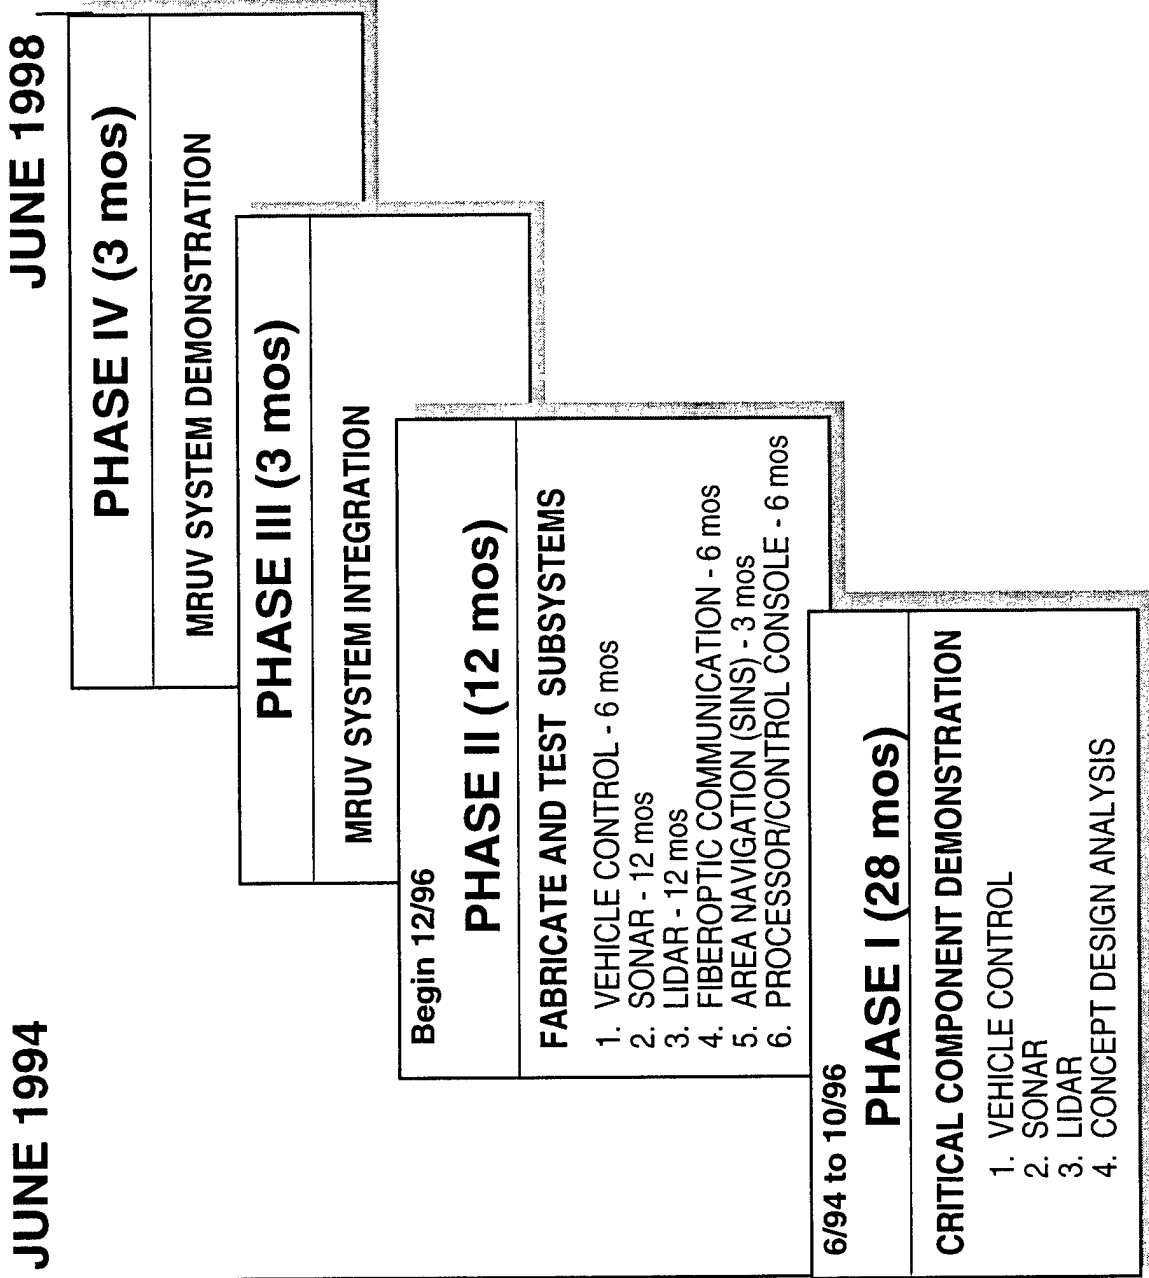 JUNE 1994
JUNE 1998
6/94 to 10/96
PHASE I (28 mos)
CRITICAL COMPONENT DEMONSTRATION
1. VEHICLE CONTROL
2. SONAR
3. LIDAR
4. CONCEPT DESIGN ANALYSIS
Begin 12/96
PHASE II (12 mos)
FABRICATE AND TEST SUBSYSTEMS
1. VEHICLE CONTROL - 6 mos
2. SONAR - 12 mos
3. LIDAR - 12 mos
4. FIBEROPTIC COMMUNICATION - 6 mos
5. AREA NAVIGATION (SINS) - 3 mos
6. PROCESSOR/CONTROL CONSOLE - 6 mos
PHASE III (3 mos)
MRUV SYSTEM INTEGRATION
PHASE IV (3 mos)
MRUV SYSTEM DEMONSTRATION